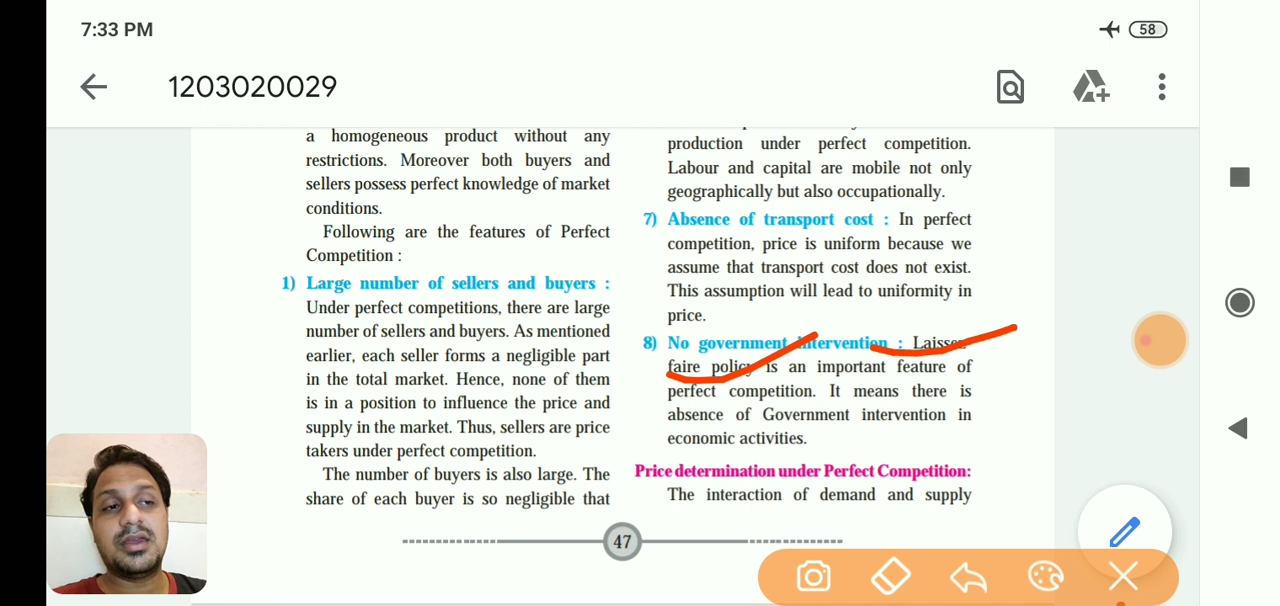 7:33 PM
58
1203020029
a homogeneous product without any
restrictions. Moreover both buyers and
sellers possess perfect knowledge of market
conditions.
Following are the features of Perfect
Competition :
1) Large number of sellers and buyers :
Under perfect competitions, there are large
number of sellers and buyers. As mentioned
earlier, each seller forms a negligible part
in the total market. Hence, none of them
is in a position to influence the price and
supply in the market. Thus, sellers are price
takers under perfect competition.
The number of buyers is also large. The
share of each buyer is so negligible that
production under perfect competition.
Labour and capital are mobile not only
geographically but also occupationally.
7) Absence of transport cost : In perfect
competition, price is uniform because we
assume that transport cost does not exist.
This assumption will lead to uniformity in
price.
8) No government intervention : Laissez
faire policy is an important feature of
perfect competition. It means there is
absence of Government intervention in
economic activities.
Price determination under Perfect Competition:
The interaction of demand and supply
47